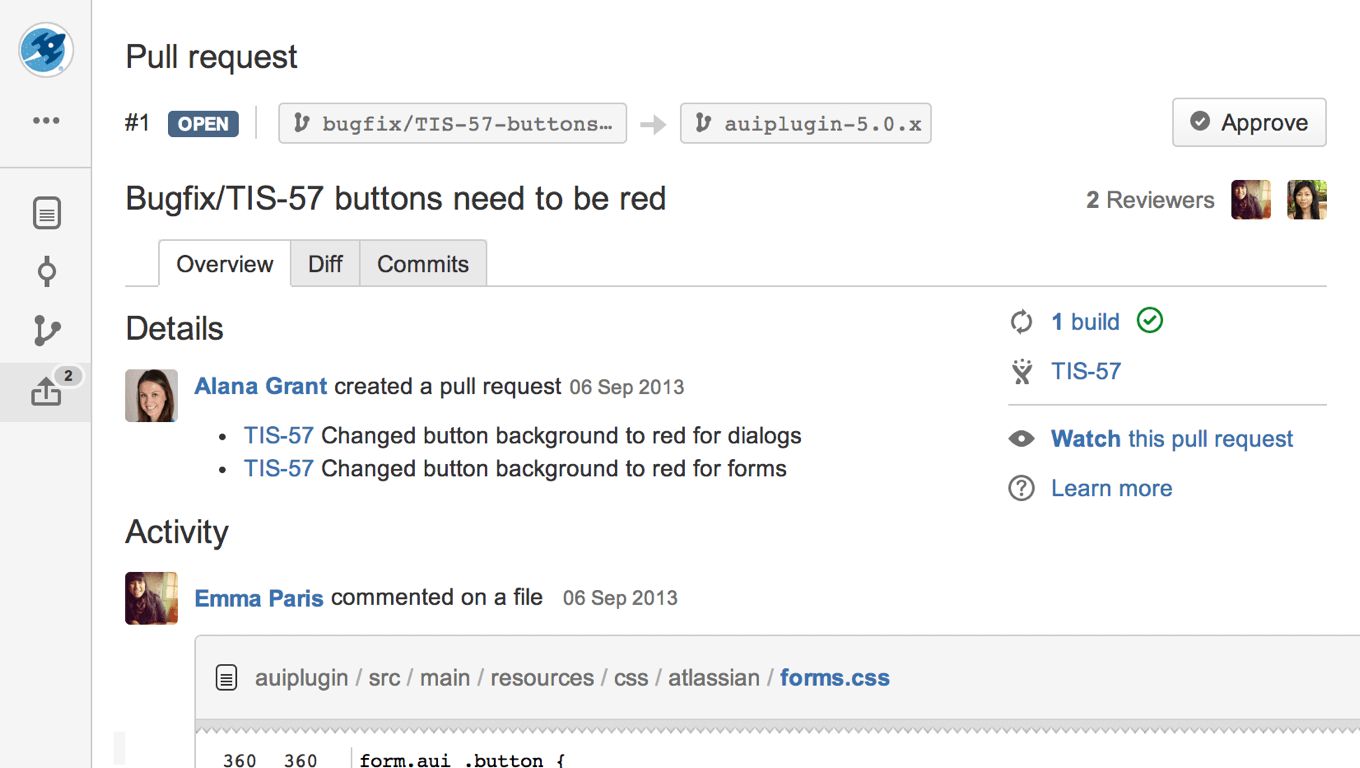 Pull request
#1 OPEN bugfix/TIS-57-buttons… auiplugin-5.0.x Approve
Bugfix/TIS-57 buttons need to be red
2 Reviewers
Overview Diff Commits
Details
1 build
Alana Grant created a pull request 06 Sep 2013
TIS-57
• TIS-57 Changed button background to red for dialogs
• TIS-57 Changed button background to red for forms
Watch this pull request
Learn more
2
Activity
Emma Paris commented on a file 06 Sep 2013
auiplugin / src / main / resources / css / atlassian / forms.css
360 360 form.aui .button {